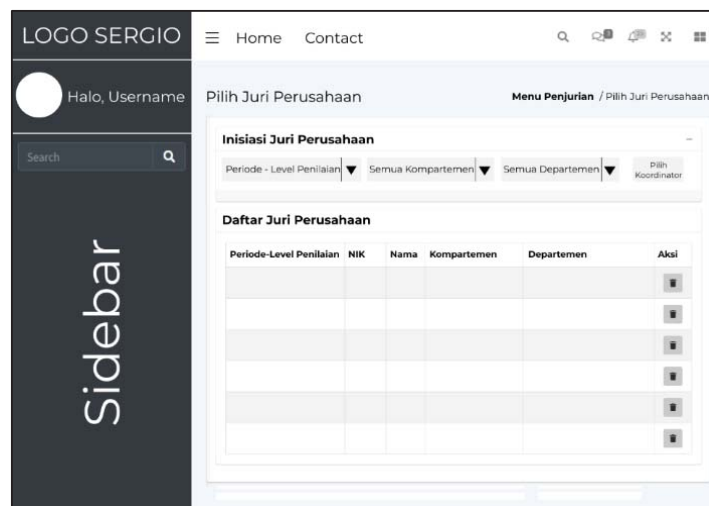 LOGO SERGIO
Home Contact
Halo, Username
Pilih Juri Perusahaan
Menu Penjurian / Pilih Juri Perusahaan
Search
Inisiasi Juri Perusahaan
Periode - Level Penilaian Semua Kompartemen Semua Departemen Pilih Koordinator
Daftar Juri Perusahaan
Periode-Level Penilaian NIK Nama Kompartemen Departemen Aksi
Sidebar